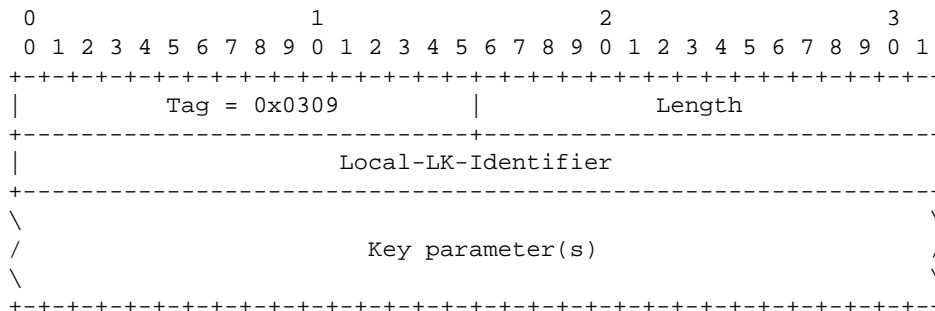 0 1 2 3
0 1 2 3 4 5 6 7 8 9 0 1 2 3 4 5 6 7 8 9 0 1 2 3 4 5 6 7 8 9 0 1
+-+-+-+-+-+-+-+-+-+-+-+-+-+-+-+-+-+-+-+-+-+-+-+-+-+-+-+-+-+-+-+--
| Tag = 0x0309 | Length
+-------------------------------+-------------------------------
| Local-LK-Identifier
+---------------------------------------------------------------
\ \
/ Key parameter(s) /
\ \
+-+-+-+-+-+-+-+-+-+-+-+-+-+-+-+-+-+-+-+-+-+-+-+-+-+-+-+-+-+-+-+--